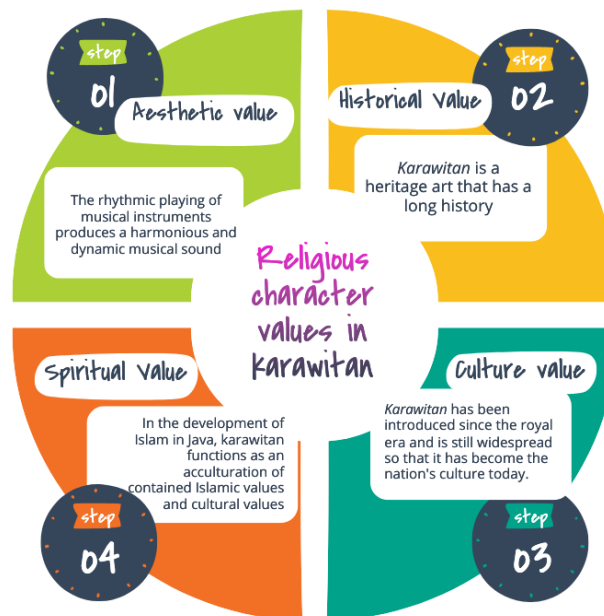 step
01
Aesthetic value
The rhythmic playing of
musical instruments
produces a harmonious and
dynamic musical sound
step
02
Historical Value
Karawitan is a
heritage art that has a
long history
Religious
character
values in
karawitan
Culture value
Karawitan has been
introduced since the royal
era and is still widespread
so that it has become the
nation's culture today.
step
03
Spiritual Value
In the development of
Islam in Java, karawitan
functions as an
acculturation of
contained Islamic values
and cultural values
step
04